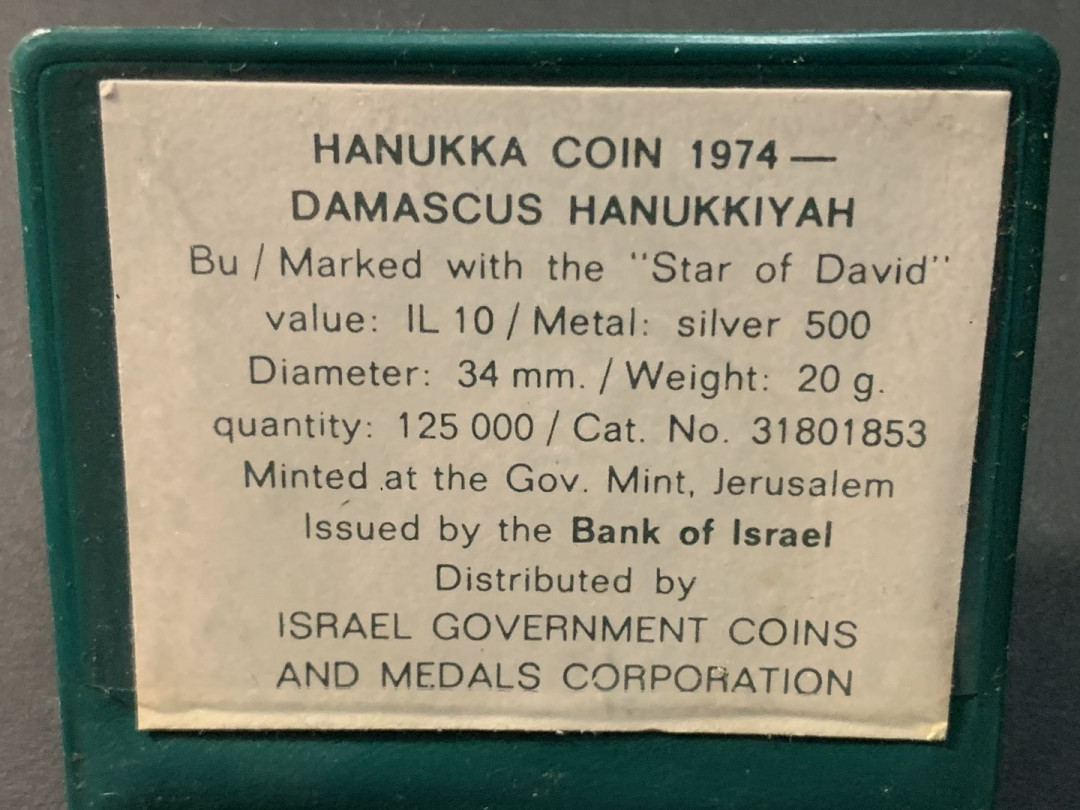 HANUKKA COIN 1974 —
DAMASCUS HANUKKIYAH
Bu / Marked with the "Star of David"
value: IL 10 / Metal: silver 500
Diameter: 34 mm. / Weight: 20 g.
quantity: 125 000 / Cat. No. 31801853
Minted at the Gov. Mint, Jerusalem
Issued by the Bank of Israel
Distributed by
ISRAEL GOVERNMENT COINS
AND MEDALS CORPORATION